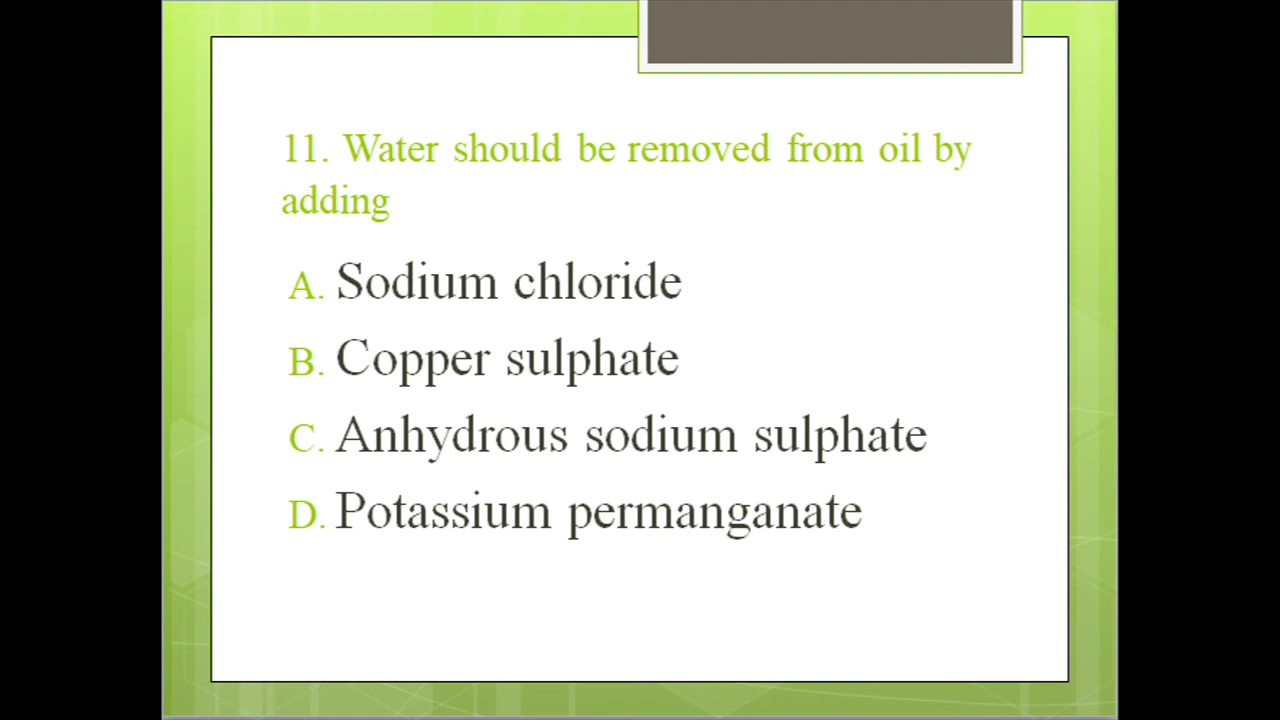 11. Water should be removed from oil by
adding
A. Sodium chloride
B. Copper sulphate
C. Anhydrous sodium sulphate
D. Potassium permanganate